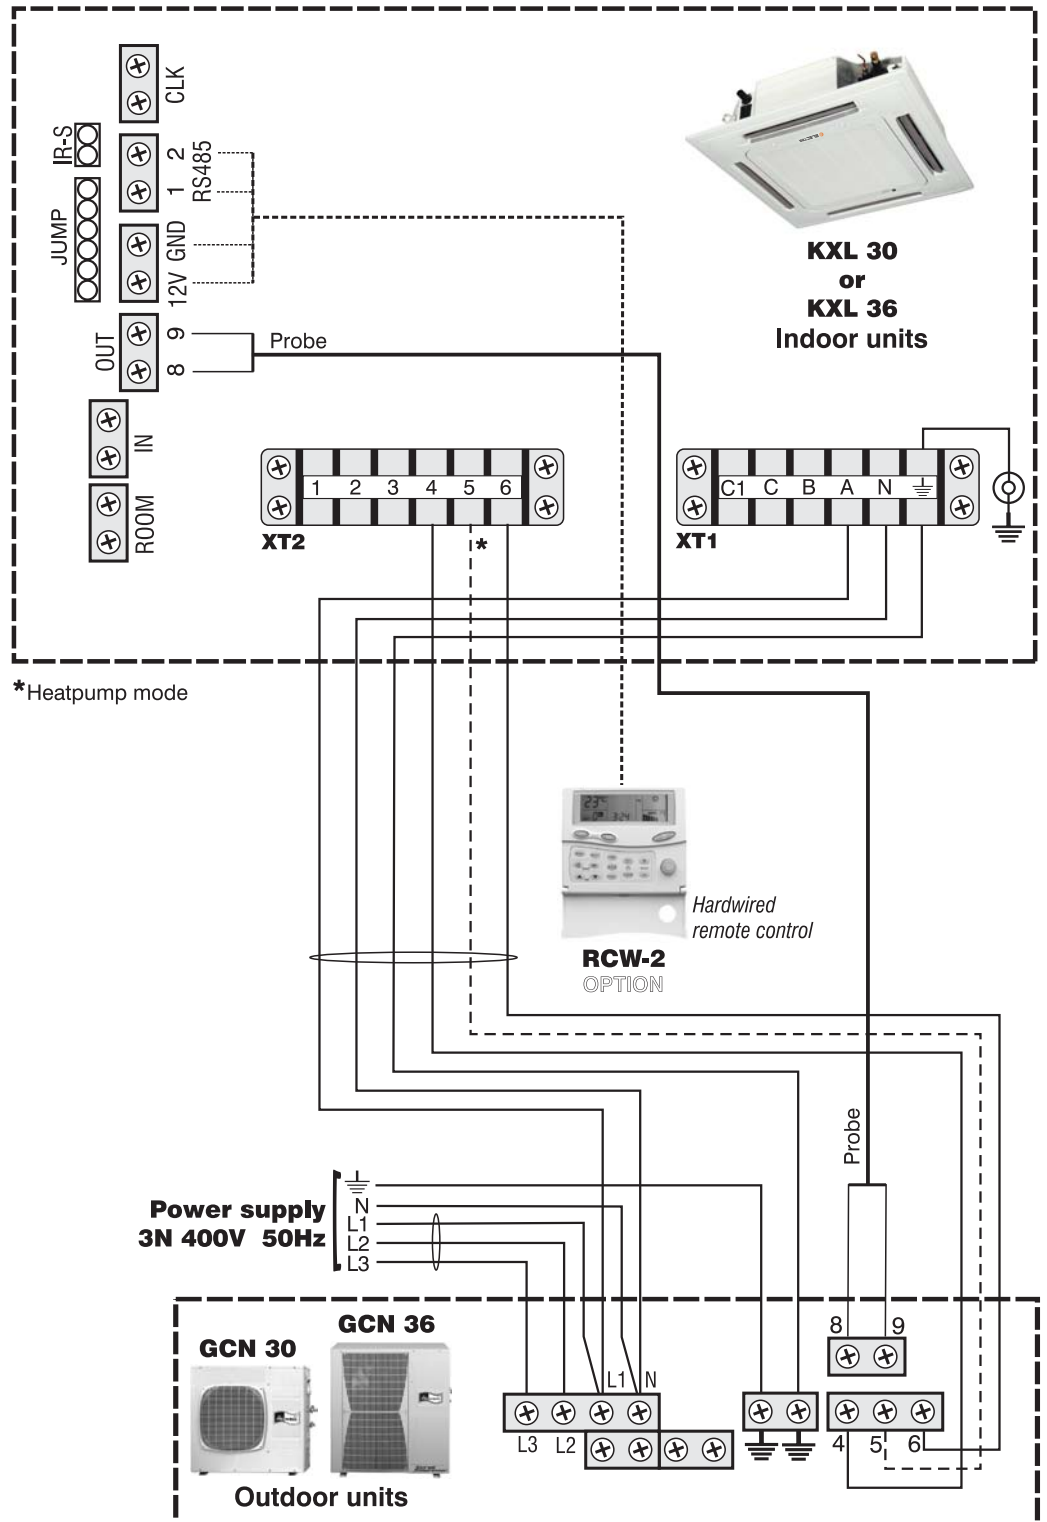 CLK
IR-S
2
1
RS485
JUMP
GND
12V
OUT
9
8
Probe
IN
ROOM
KXL 30
or
KXL 36
Indoor units
1 2 3 4 5 6
XT2
*
C1 C B A N
XT1
*Heatpump mode
23°C
3:24
Hardwired
remote control
RCW-2
OPTION
Probe
Power supply
3N 400V 50Hz
N
L1
L2
L3
GCN 30
GCN 36
Outdoor units
L1 N
L3 L2
8 9
4 5 6